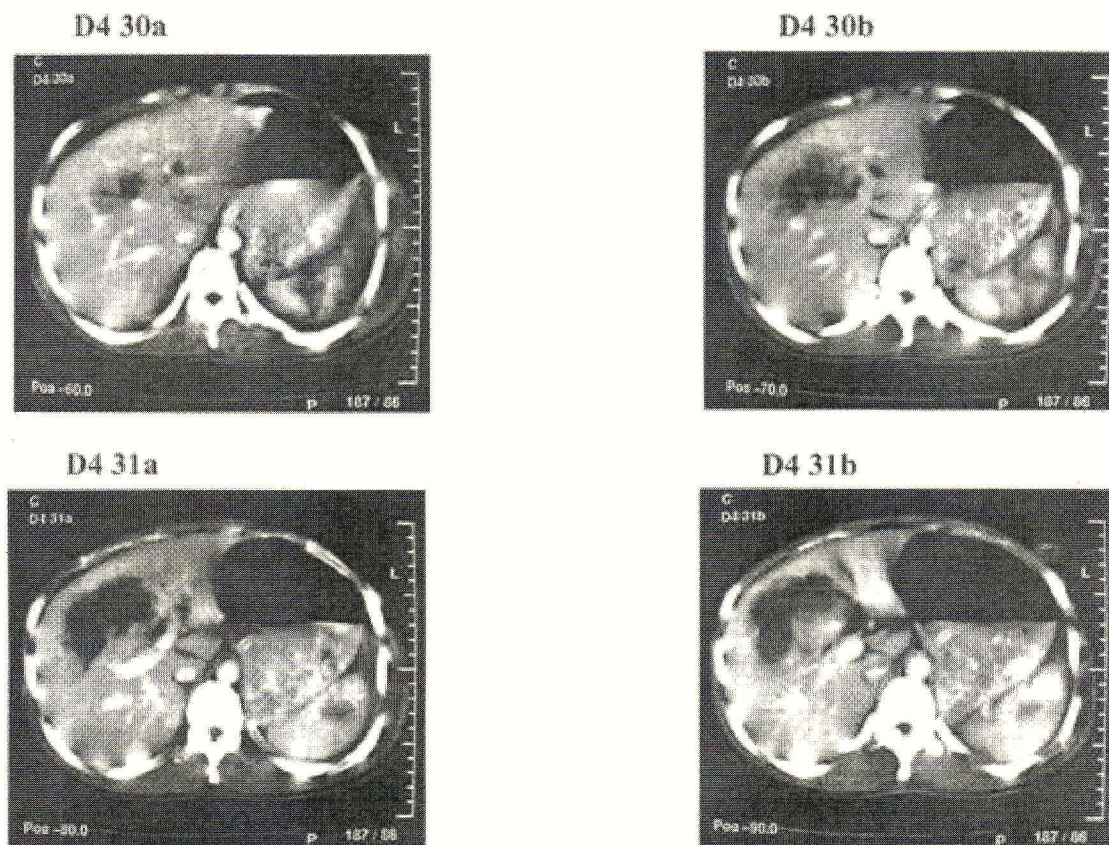 D4 30a
D4 30b
C
D4 30a
L
Pos -60.0
P 187 / 86
C
D4 30b
L
Pos -70.0
P 187 / 86
D4 31a
D4 31b
C
D4 31a
L
Pos -80.0
P 187 / 86
C
D4 31b
L
Pos -90.0
P 187 / 86